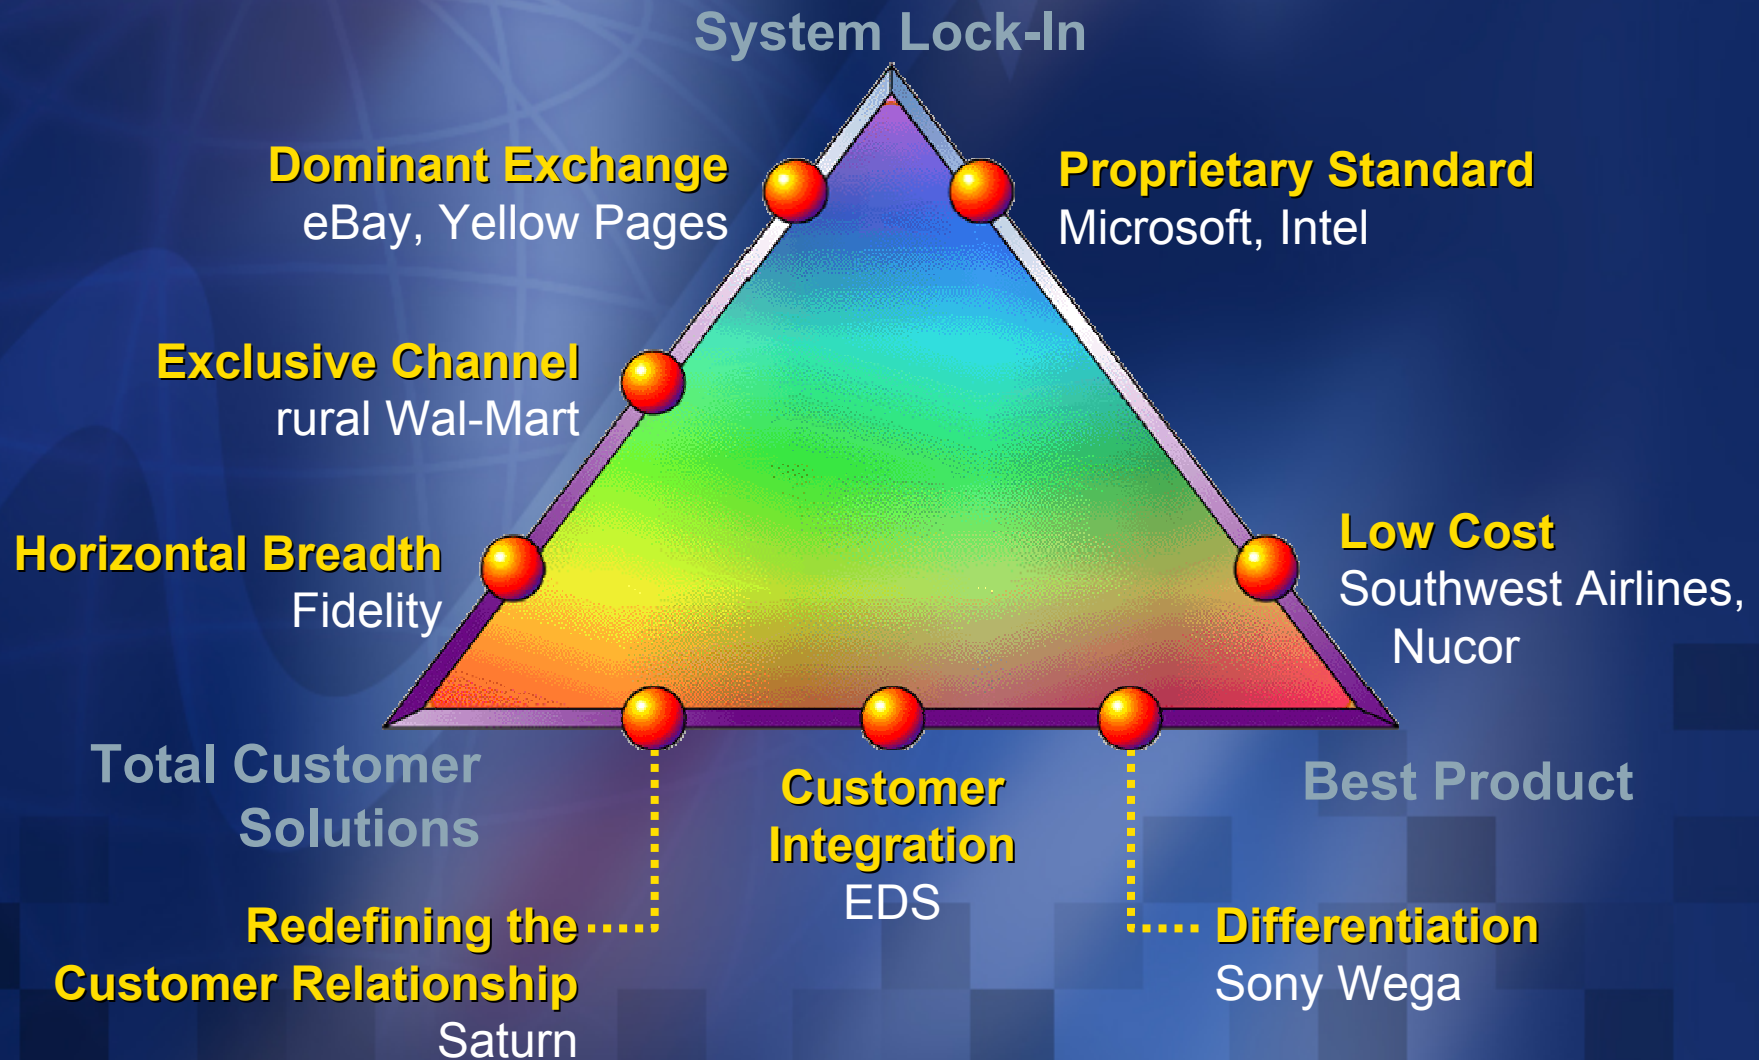 System Lock-In
Dominant Exchange
eBay, Yellow Pages
Proprietary Standard
Microsoft, Intel
Exclusive Channel
rural Wal-Mart
Horizontal Breadth
Fidelity
Low Cost
Southwest Airlines,
Nucor
Total Customer
Solutions
Best Product
Customer
Integration
EDS
Redefining the
Customer Relationship
Saturn
Differentiation
Sony Wega